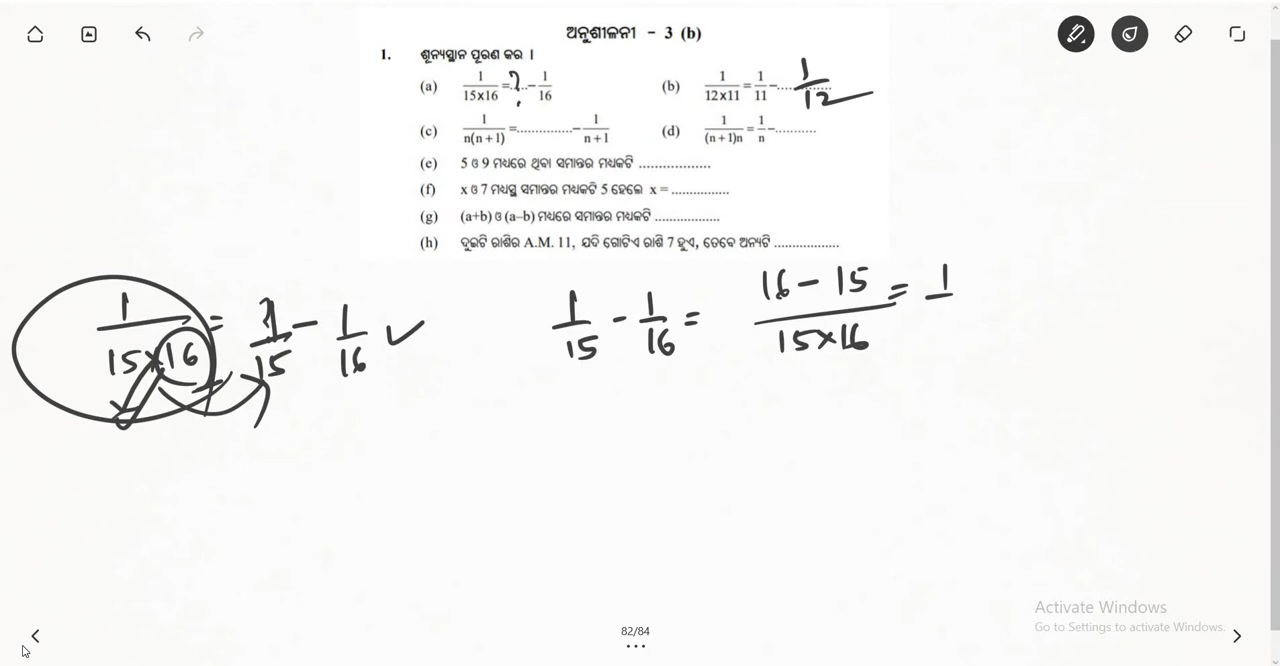 ଅନୁଶୀଳନୀ - 3 (b)
1. ଶୂନ୍ୟସ୍ଥାନ ପୂରଣ କର ।
(a) 1/15x16 =..?..- 1/16 (b) 1/12x11 = 1/11 -.......... 1/12
(c) 1/n(n+1) =..............- 1/n+1 (d) 1/(n+1)n = 1/n -..........
(e) 5 ଓ 9 ମଧ୍ୟରେ ଥିବା ସମାନ୍ତର ମଧ୍ୟକଟି ..................
(f) x ଓ 7 ମଧ୍ୟସ୍ଥ ସମାନ୍ତର ମଧ୍ୟକଟି 5 ହେଲେ x = ..............
(g) (a+b) ଓ (a–b) ମଧ୍ୟରେ ସମାନ୍ତର ମଧ୍ୟକଟି ................
(h) ଦୁଇଟି ରାଶିର A.M. 11, ଯଦି ଗୋଟିଏ ରାଶି 7 ହୁଏ, ତେବେ ଅନ୍ୟଟି ................
1/15×16 = 1/15 - 1/16 ✓ 1/15 - 1/16 = 16-15/15×16 = 1
Activate Windows
Go to Settings to activate Windows.
82/84